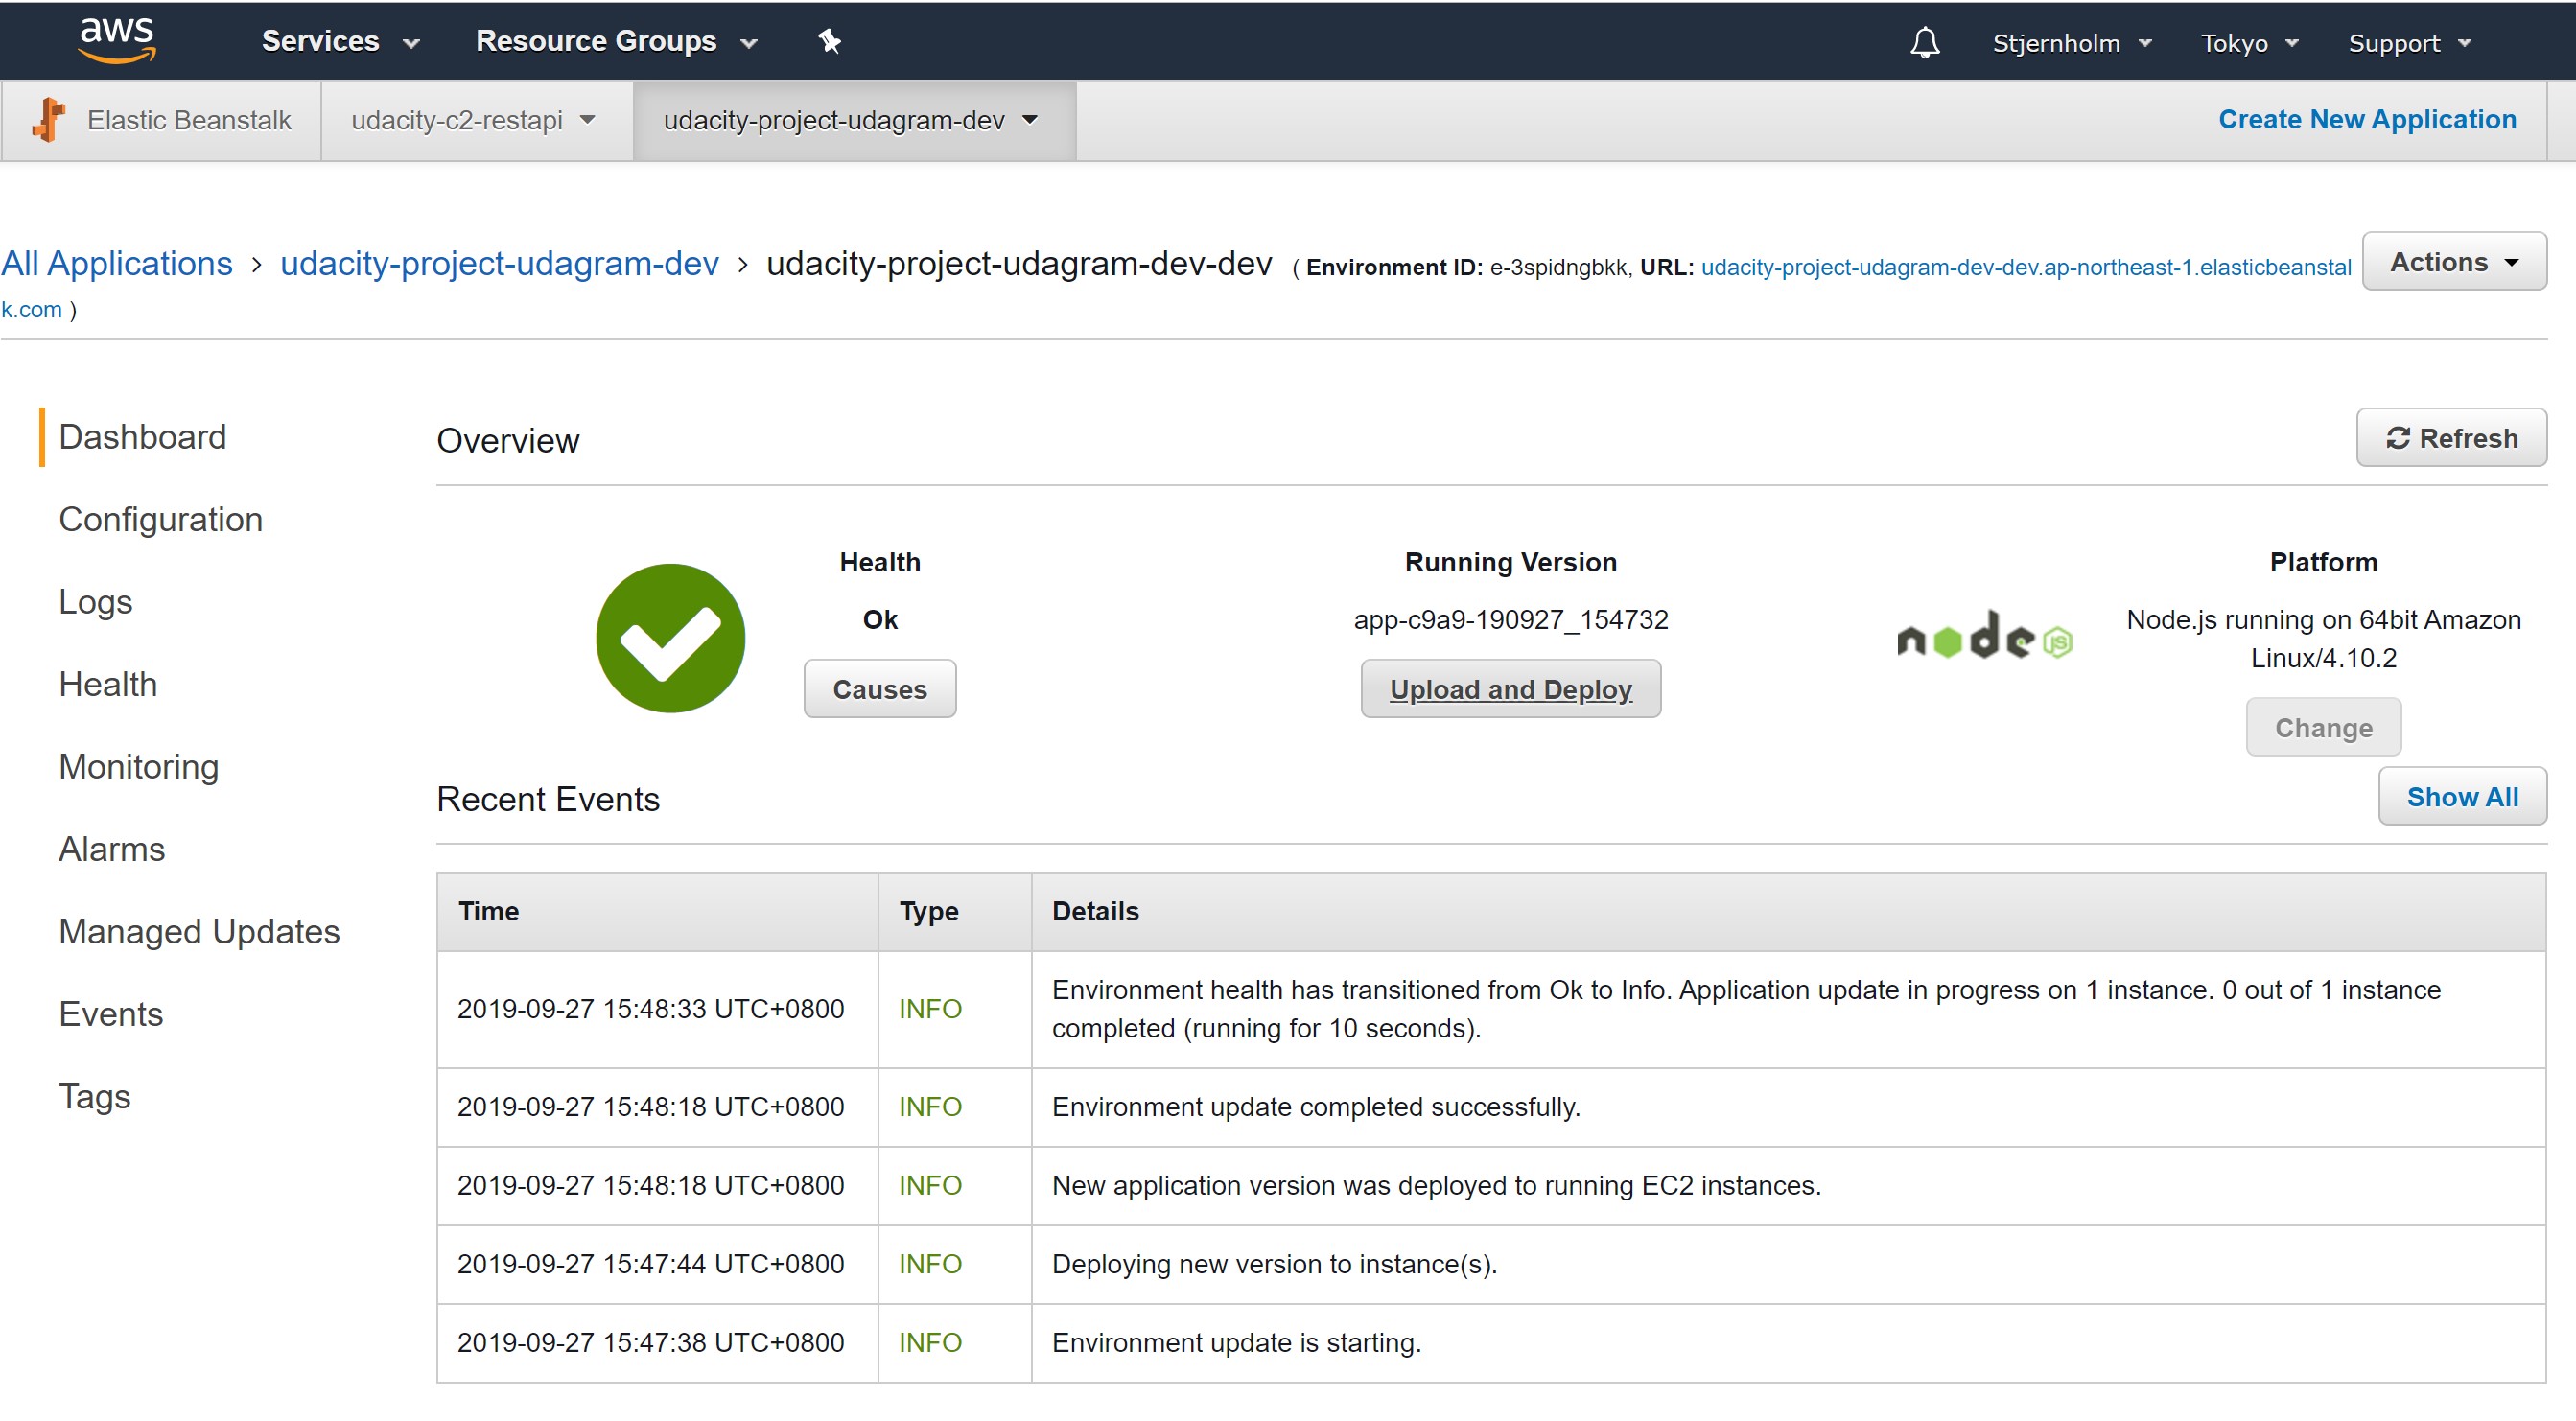 aws Services Resource Groups Stjernholm Tokyo Support
Elastic Beanstalk udacity-c2-restapi udacity-project-udagram-dev Create New Application
All Applications > udacity-project-udagram-dev > udacity-project-udagram-dev-dev ( Environment ID: e-3spidngbkk, URL: udacity-project-udagram-dev-dev.ap-northeast-1.elasticbeanstal
k.com )
Actions
Dashboard
Configuration
Logs
Health
Monitoring
Alarms
Managed Updates
Events
Tags
Overview
Refresh
Health
Ok
Causes
Running Version
app-c9a9-190927_154732
Upload and Deploy
node JS
Platform
Node.js running on 64bit Amazon
Linux/4.10.2
Change
Recent Events
Show All
Time Type Details
2019-09-27 15:48:33 UTC+0800 INFO Environment health has transitioned from Ok to Info. Application update in progress on 1 instance. 0 out of 1 instance
completed (running for 10 seconds).
2019-09-27 15:48:18 UTC+0800 INFO Environment update completed successfully.
2019-09-27 15:48:18 UTC+0800 INFO New application version was deployed to running EC2 instances.
2019-09-27 15:47:44 UTC+0800 INFO Deploying new version to instance(s).
2019-09-27 15:47:38 UTC+0800 INFO Environment update is starting.